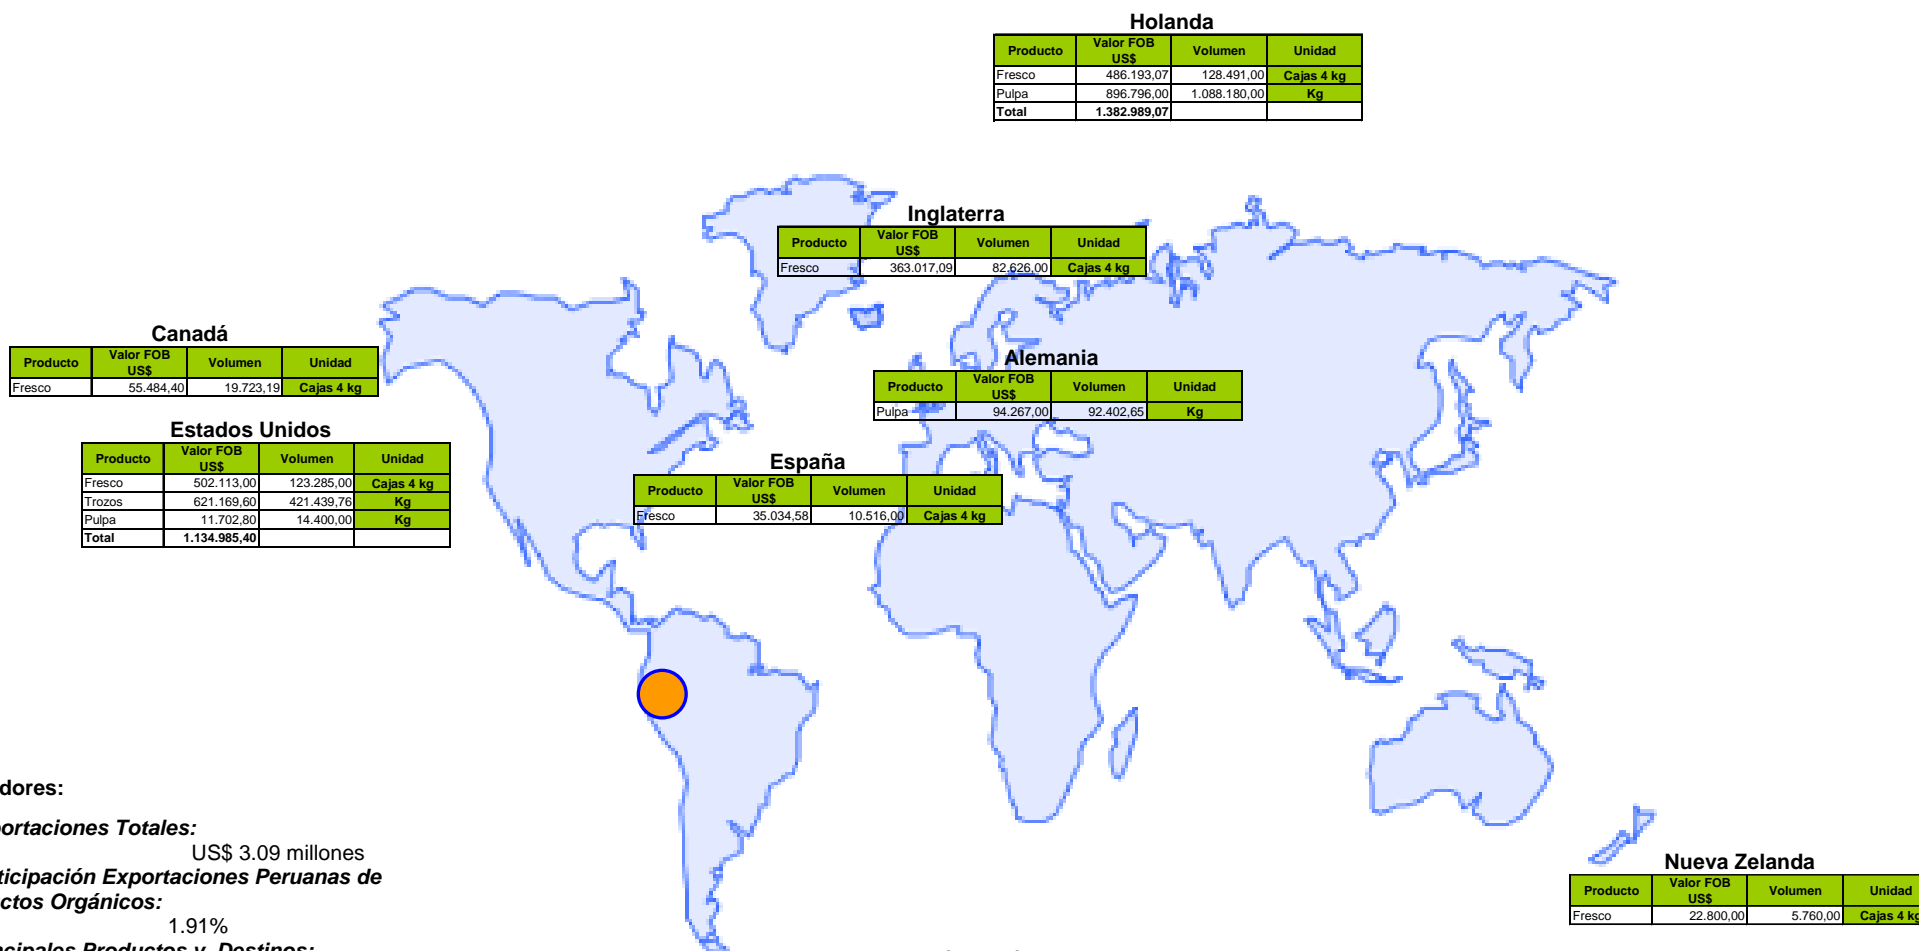 Holanda
Producto Valor FOB US$ Volumen Unidad
Fresco 486.193,07 128.491,00 Cajas 4 kg
Pulpa 896.796,00 1.088.180,00 Kg
Total 1.382.989,07
Inglaterra
Producto Valor FOB US$ Volumen Unidad
Fresco 363.017,09 82.626,00 Cajas 4 kg
Canadá
Producto Valor FOB US$ Volumen Unidad
Fresco 55.484,40 19.723,19 Cajas 4 kg
Alemania
Producto Valor FOB US$ Volumen Unidad
Pulpa 94.267,00 92.402,65 Kg
Estados Unidos
Producto Valor FOB US$ Volumen Unidad
Fresco 502.113,00 123.285,00 Cajas 4 kg
Trozos 621.169,60 421.439,76 Kg
Pulpa 11.702,80 14.400,00 Kg
Total 1.134.985,40
España
Producto Valor FOB US$ Volumen Unidad
Fresco 35.034,58 10.516,00 Cajas 4 kg
dores:
portaciones Totales:
US$ 3.09 millones
ticipación Exportaciones Peruanas de
ctos Orgánicos:
1.91%
ncipales Productos y Destinos:
Nueva Zelanda
Producto Valor FOB US$ Volumen Unidad
Fresco 22.800,00 5.760,00 Cajas 4 kg